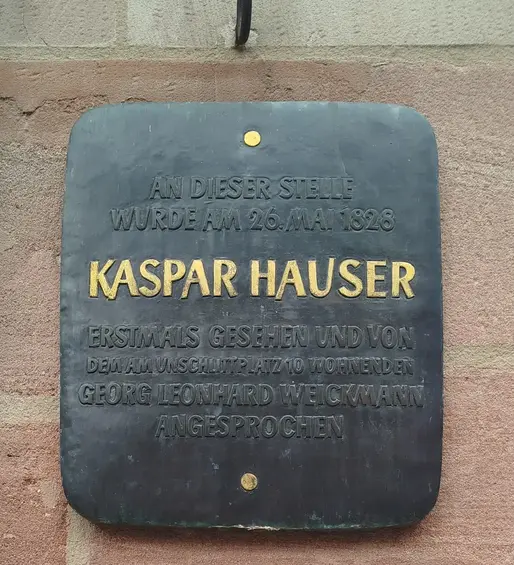 AN DIESER STELLE
WURDE AM 26. MAI 1828
KASPAR HAUSER
ERSTMALS GESEHEN UND VON
DEM AM UNSCHLITTPLATZ 10 WOHNENDEN
GEORG LEONHARD WEICKMANN
ANGESPROCHEN